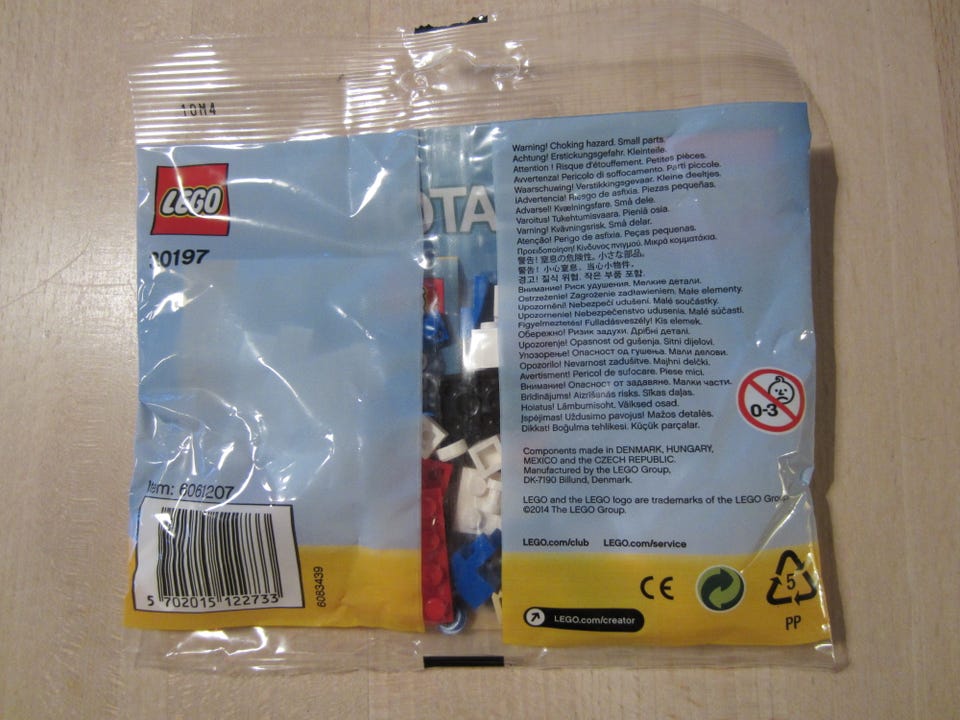 10M4
LEGO
30197
OTA
Item: 6061207
5 702015 122733
6083439
Warning! Choking hazard. Small parts.
Achtung! Erstickungsgefahr. Kleinteile.
Attention ! Risque d'étouffement. Petites pièces.
Avvertenza! Pericolo di soffocamento. Parti piccole.
Waarschuwing! Verstikkingsgevaar. Kleine deeltjes.
¡Advertencia! Riesgo de asfixia. Piezas pequeñas.
Advarsel! Kvælningsfare. Små dele.
Varoitus! Tukehtumisvaara. Pieniä osia.
Varning! Kvävningsrisk. Små delar.
Atenção! Perigo de asfixia. Peças pequenas.
Προειδοποίηση! Κίνδυνος πνιγμού. Μικρά κομματάκια.
警告! 窒息の危険性。小さな部品。
警告! 小心窒息。当心小物件。
경고! 질식 위험. 작은 부품 포함.
Внимание! Риск удушения. Мелкие детали.
Ostrzeżenie! Zagrożenie zadławieniem. Małe elementy.
Upozornění! Nebezpečí udušení. Malé součástky.
Upozornenie! Nebezpečenstvo udusenia. Malé súčasti.
Figyelmeztetés! Fulladásveszély! Kis elemek.
Обережно! Ризик задухи. Дрібні деталі.
Upozorenje! Opasnost od gušenja. Sitni dijelovi.
Упозорење! Опасност од гушења. Мали делови.
Opozorilo! Nevarnost zadušitve. Majhni delčki.
Avertisment! Pericol de sufocare. Piese mici.
Внимание! Опасност от задавяне. Малки части.
Brīdinājums! Aizrīšanās risks. Sīkas daļas.
Hoiatus! Lämbumisoht. Väiksed osad.
Įspėjimas! Uždusimo pavojus! Mažos detalės.
Dikkat! Boğulma tehlikesi. Küçük parçalar.
0-3
Components made in DENMARK, HUNGARY,
MEXICO and the CZECH REPUBLIC.
Manufactured by the LEGO Group,
DK-7190 Billund, Denmark.
LEGO and the LEGO logo are trademarks of the LEGO Group
©2014 The LEGO Group.
LEGO.com/club LEGO.com/service
CE
5
PP
LEGO.com/creator